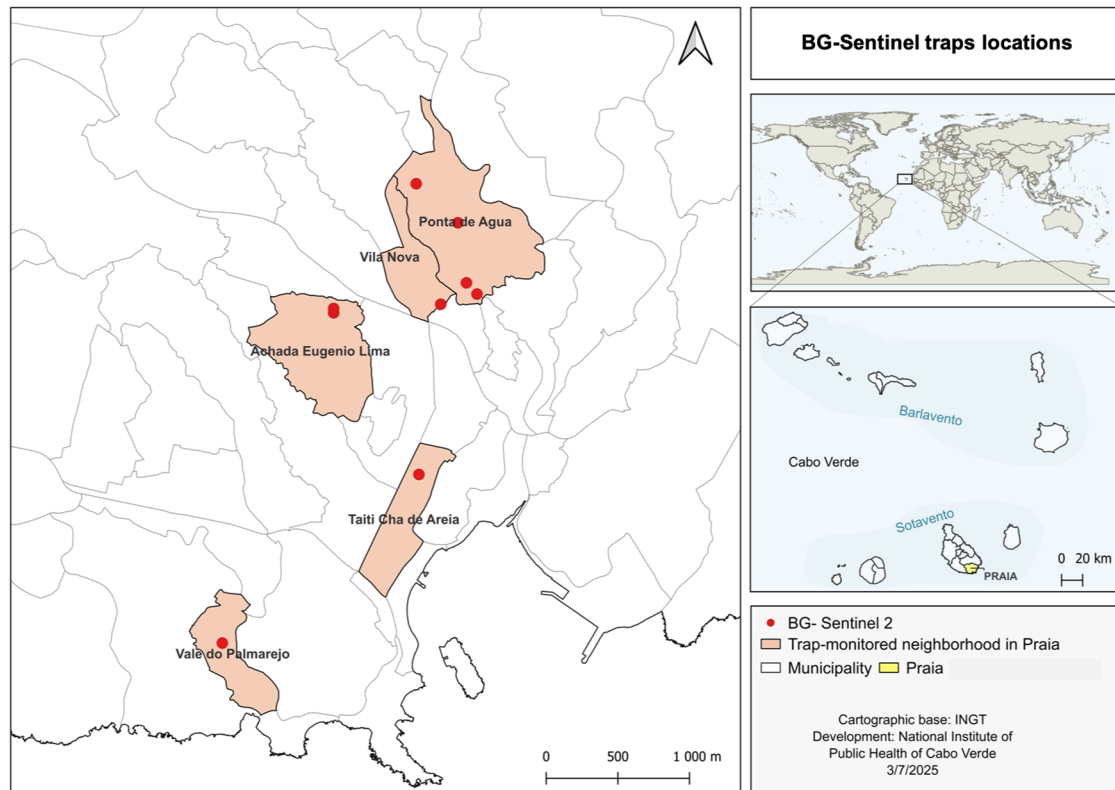 BG-Sentinel traps locations
Ponta de Agua
Vila Nova
Achada Eugenio Lima
Taiti Cha de Areia
Vale do Palmarejo
0 500 1 000 m
Barlavento
Cabo Verde
Sotavento
PRAIA
0 20 km
BG- Sentinel 2
Trap-monitored neighborhood in Praia
Municipality Praia
Cartographic base: INGT
Development: National Institute of
Public Health of Cabo Verde
3/7/2025